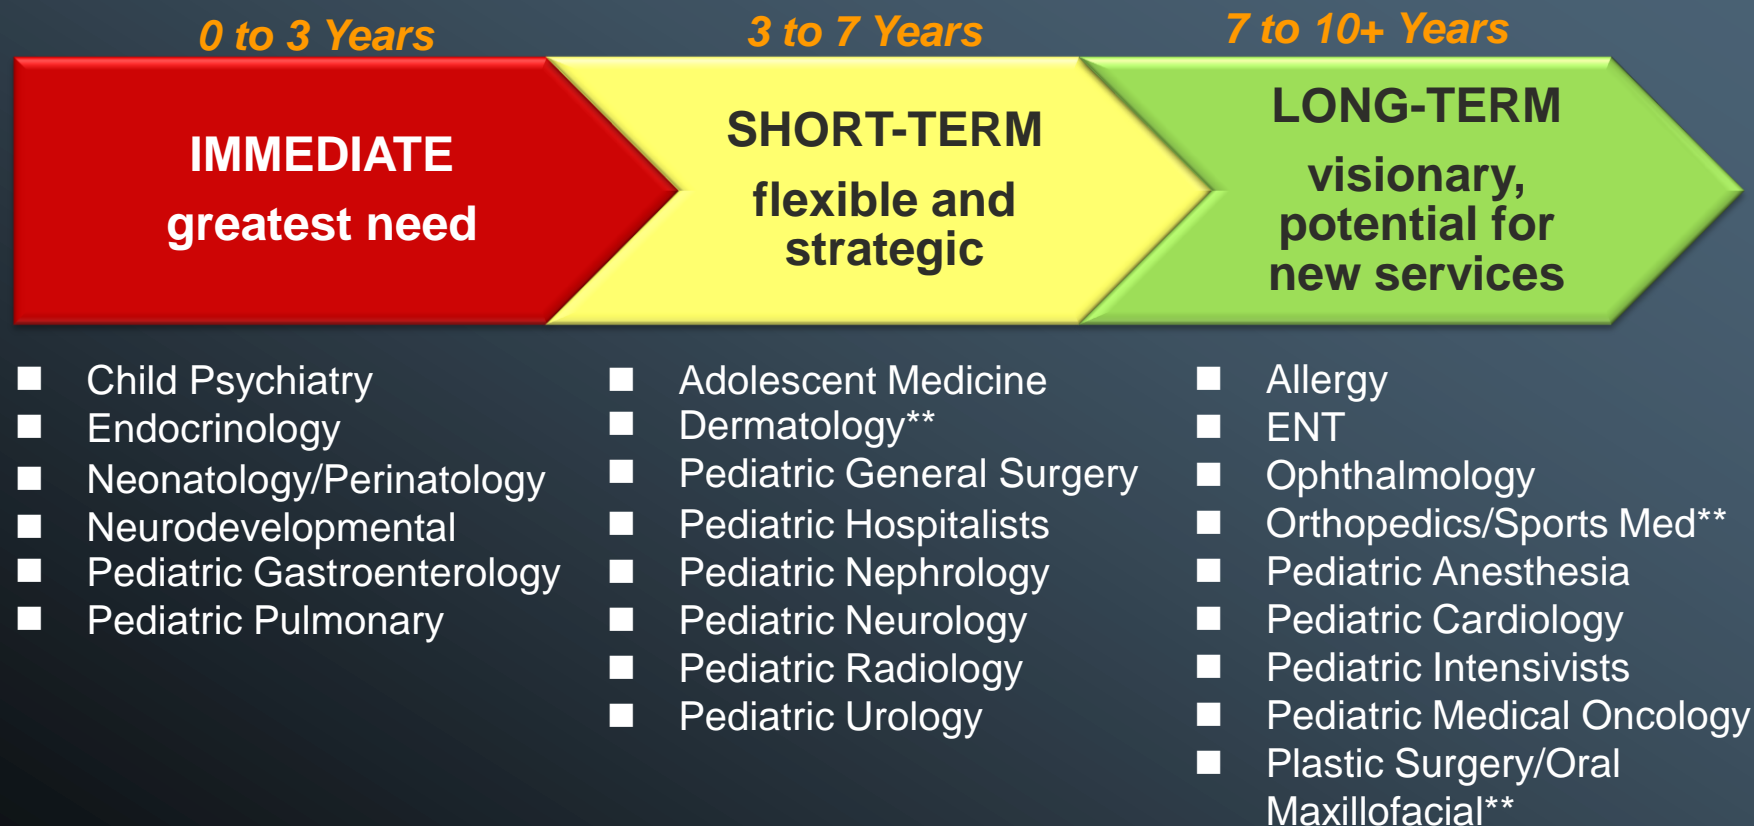 0 to 3 Years
3 to 7 Years
7 to 10+ Years
IMMEDIATE
greatest need
SHORT-TERM
flexible and
strategic
LONG-TERM
visionary,
potential for
new services
Child Psychiatry
Endocrinology
Neonatology/Perinatology
Neurodevelopmental
Pediatric Gastroenterology
Pediatric Pulmonary
Adolescent Medicine
Dermatology**
Pediatric General Surgery
Pediatric Hospitalists
Pediatric Nephrology
Pediatric Neurology
Pediatric Radiology
Pediatric Urology
Allergy
ENT
Ophthalmology
Orthopedics/Sports Med**
Pediatric Anesthesia
Pediatric Cardiology
Pediatric Intensivists
Pediatric Medical Oncology
Plastic Surgery/Oral
Maxillofacial**